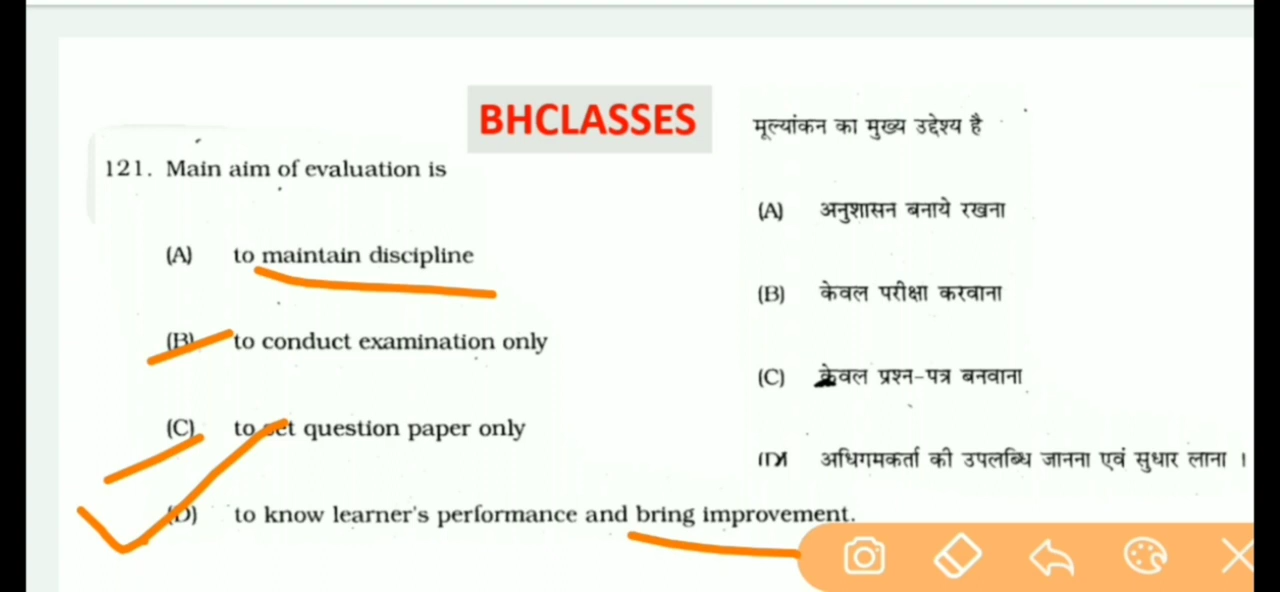 BHCLASSES
121. Main aim of evaluation is
(A) to maintain discipline
(B) to conduct examination only
(C) to set question paper only
(D) to know learner's performance and bring improvement.
मूल्यांकन का मुख्य उद्देश्य है
(A) अनुशासन बनाये रखना
(B) केवल परीक्षा करवाना
(C) केवल प्रश्न-पत्र बनवाना
(D) अधिगमकर्ता की उपलब्धि जानना एवं सुधार लाना ।